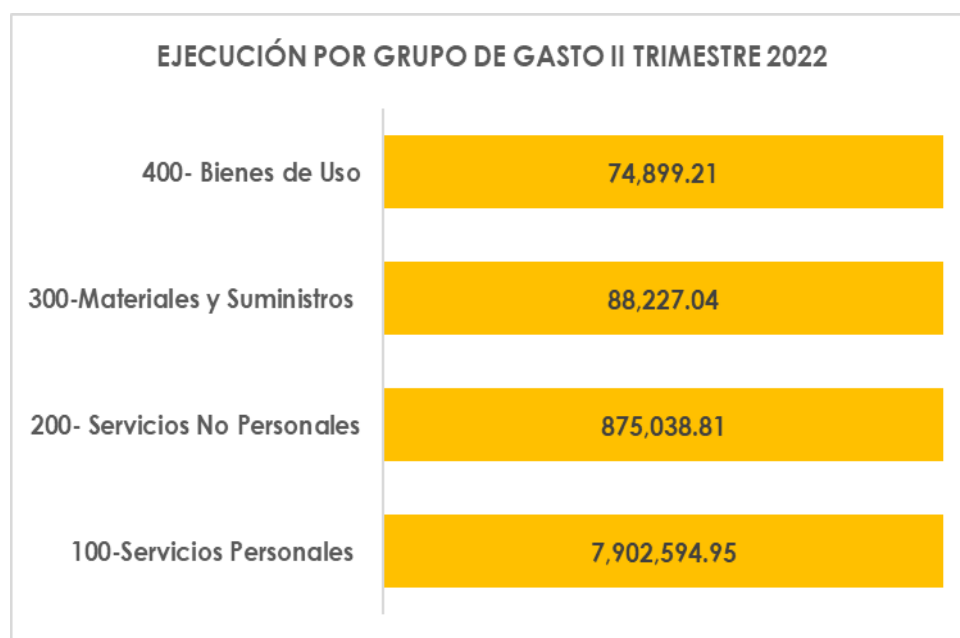 EJECUCIÓN POR GRUPO DE GASTO II TRIMESTRE 2022
400- Bienes de Uso 74,899.21
300-Materiales y Suministros 88,227.04
200- Servicios No Personales 875,038.81
100-Servicios Personales 7,902,594.95